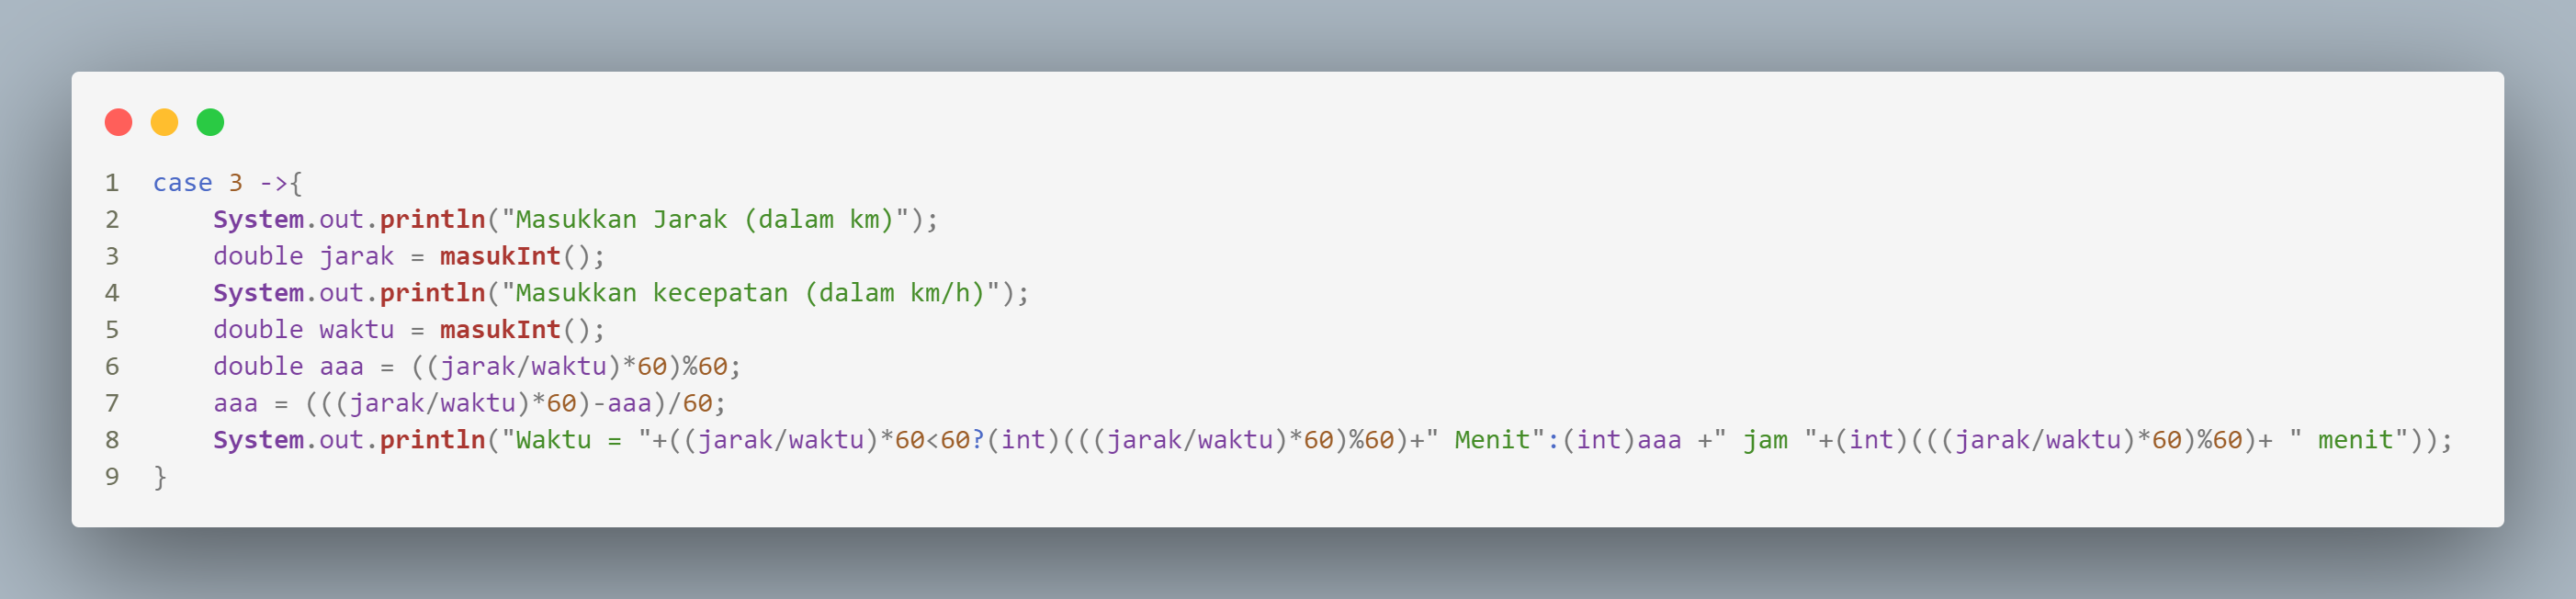 1 case 3 ->{
2     System.out.println("Masukkan Jarak (dalam km)");
3     double jarak = masukInt();
4     System.out.println("Masukkan kecepatan (dalam km/h)");
5     double waktu = masukInt();
6     double aaa = ((jarak/waktu)*60)%60;
7     aaa = (((jarak/waktu)*60)-aaa)/60;
8     System.out.println("Waktu = "+((jarak/waktu)*60<60?(int)(((jarak/waktu)*60)%60)+" Menit":(int)aaa +" jam "+(int)(((jarak/waktu)*60)%60)+ " menit"));
9 }